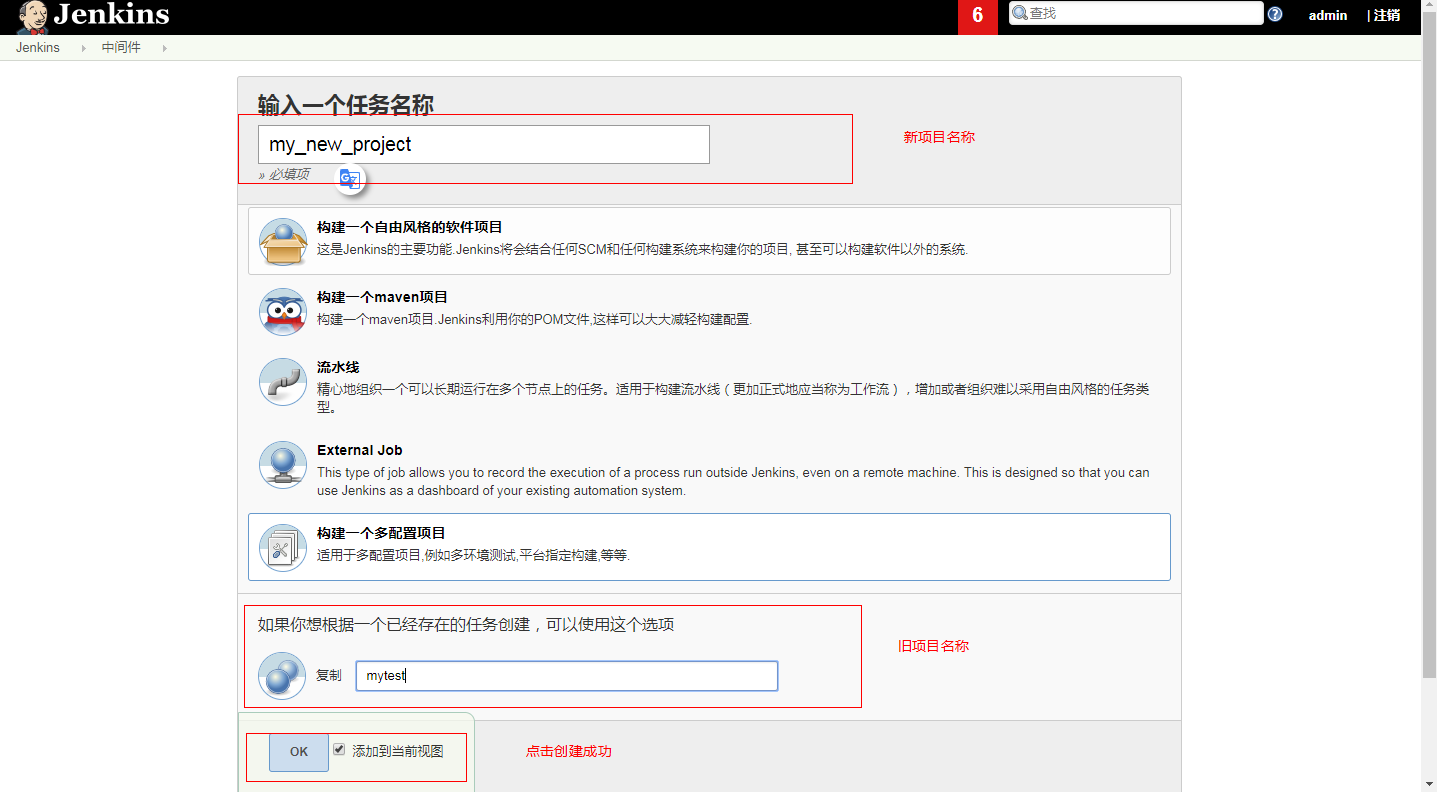 Jenkins
6
查找
admin
| 注销
Jenkins
中间件
输入一个任务名称
my_new_project
新项目名称
» 必填项
构建一个自由风格的软件项目
这是Jenkins的主要功能.Jenkins将会结合任何SCM和任何构建系统来构建你的项目, 甚至可以构建软件以外的系统.
构建一个maven项目
构建一个maven项目.Jenkins利用你的POM文件,这样可以大大减轻构建配置.
流水线
精心地组织一个可以长期运行在多个节点上的任务。适用于构建流水线（更加正式地应当称为工作流），增加或者组织难以采用自由风格的任务类
型。
External Job
This type of job allows you to record the execution of a process run outside Jenkins, even on a remote machine. This is designed so that you can
use Jenkins as a dashboard of your existing automation system.
构建一个多配置项目
适用于多配置项目,例如多环境测试,平台指定构建,等等.
如果你想根据一个已经存在的任务创建，可以使用这个选项
旧项目名称
复制
mytest
OK
添加到当前视图
点击创建成功